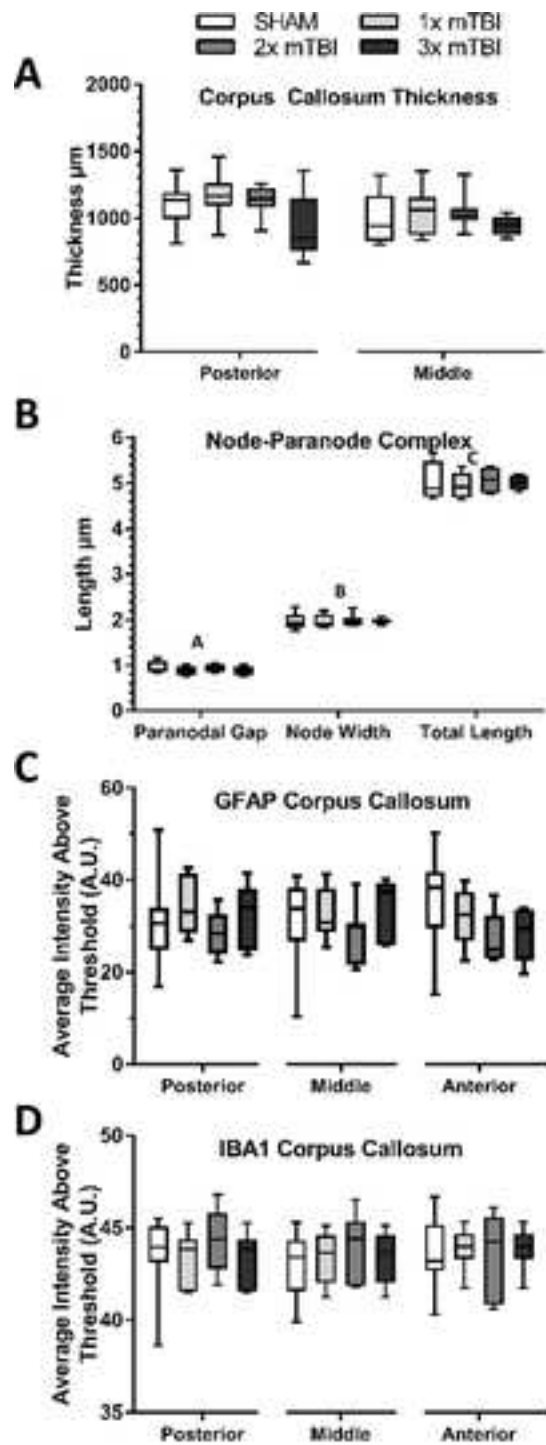 SHAM 1x mTBI
2x mTBI 3x mTBI
A
Corpus Callosum Thickness
Thickness µm
2000
1500
1000
500
0
Posterior Middle
B
Node-Paranode Complex
Length µm
6
5
4
3
2
1
0
A
B
C
Paranodal Gap Node Width Total Length
C
GFAP Corpus Callosum
Average Intensity Above
Threshold (A.U.)
60
40
20
0
Posterior Middle Anterior
D
IBA1 Corpus Callosum
Average Intensity Above
Threshold (A.U.)
50
45
40
35
Posterior Middle Anterior